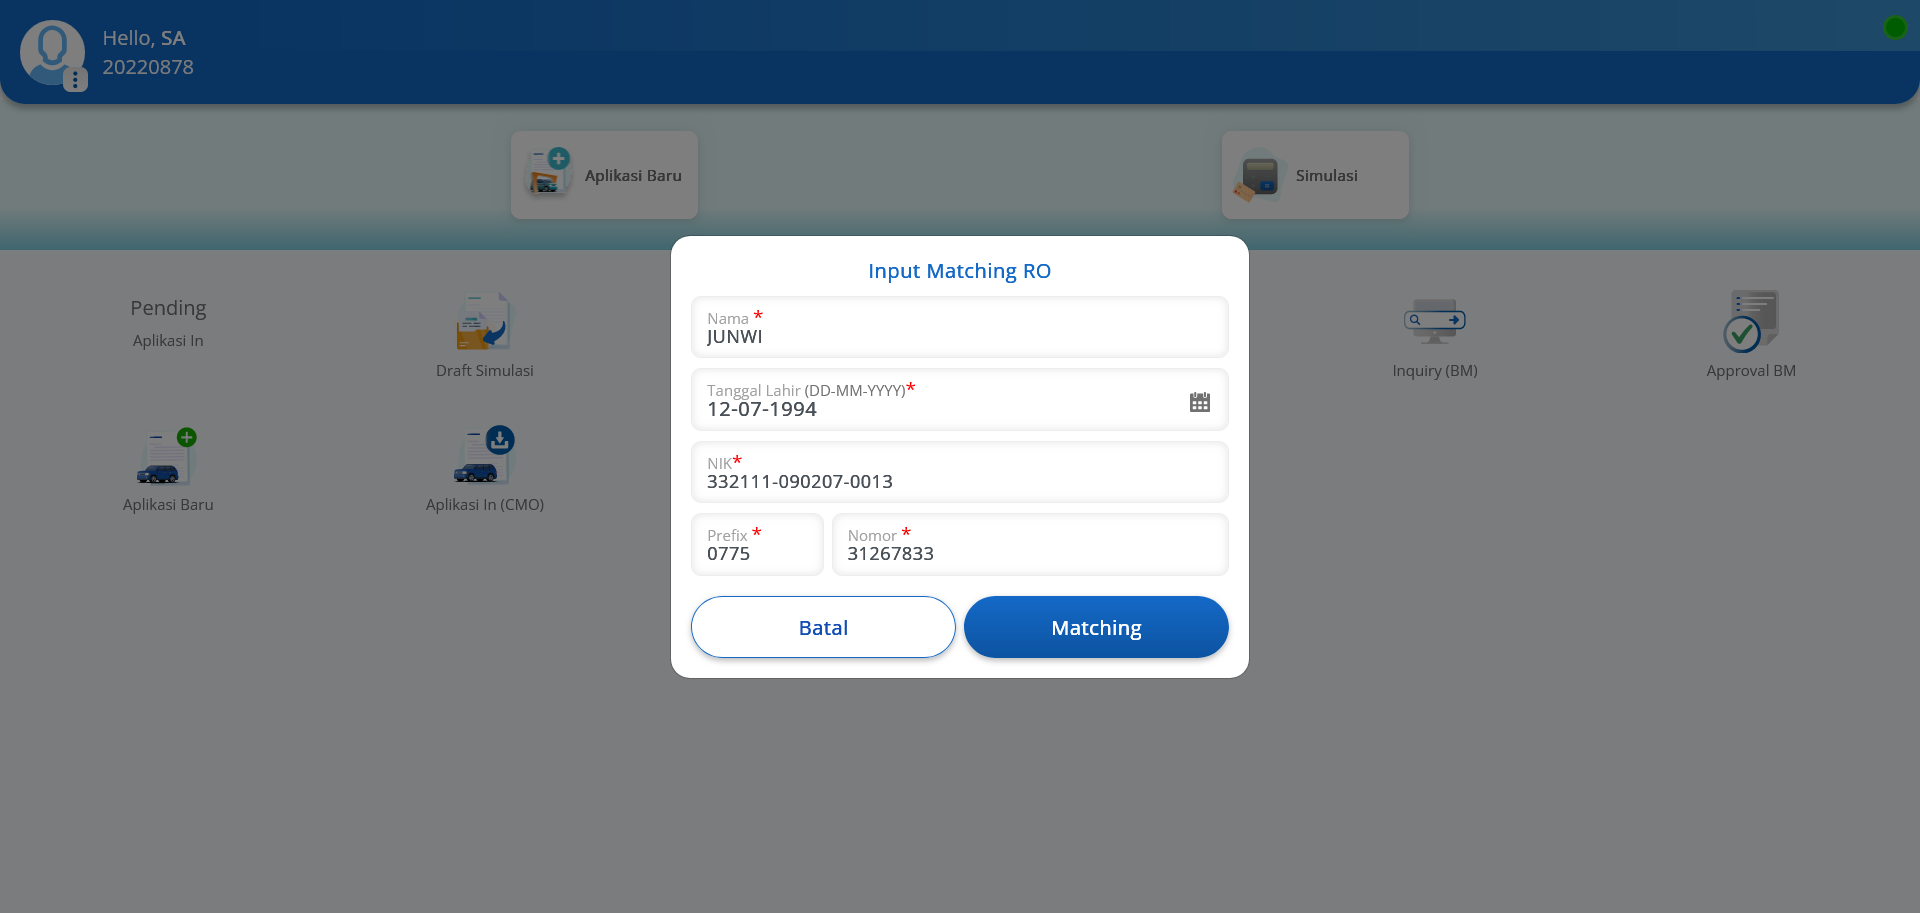 Hello, SA
20220878
Aplikasi Baru
Simulasi
Input Matching RO
Nama *
JUNWI
Tanggal Lahir (DD-MM-YYYY)*
12-07-1994
NIK*
332111-090207-0013
Prefix *
0775
Nomor *
31267833
Batal
Matching
Pending
Aplikasi In
Draft Simulasi
Inquiry (BM)
Approval BM
Aplikasi Baru
Aplikasi In (CMO)